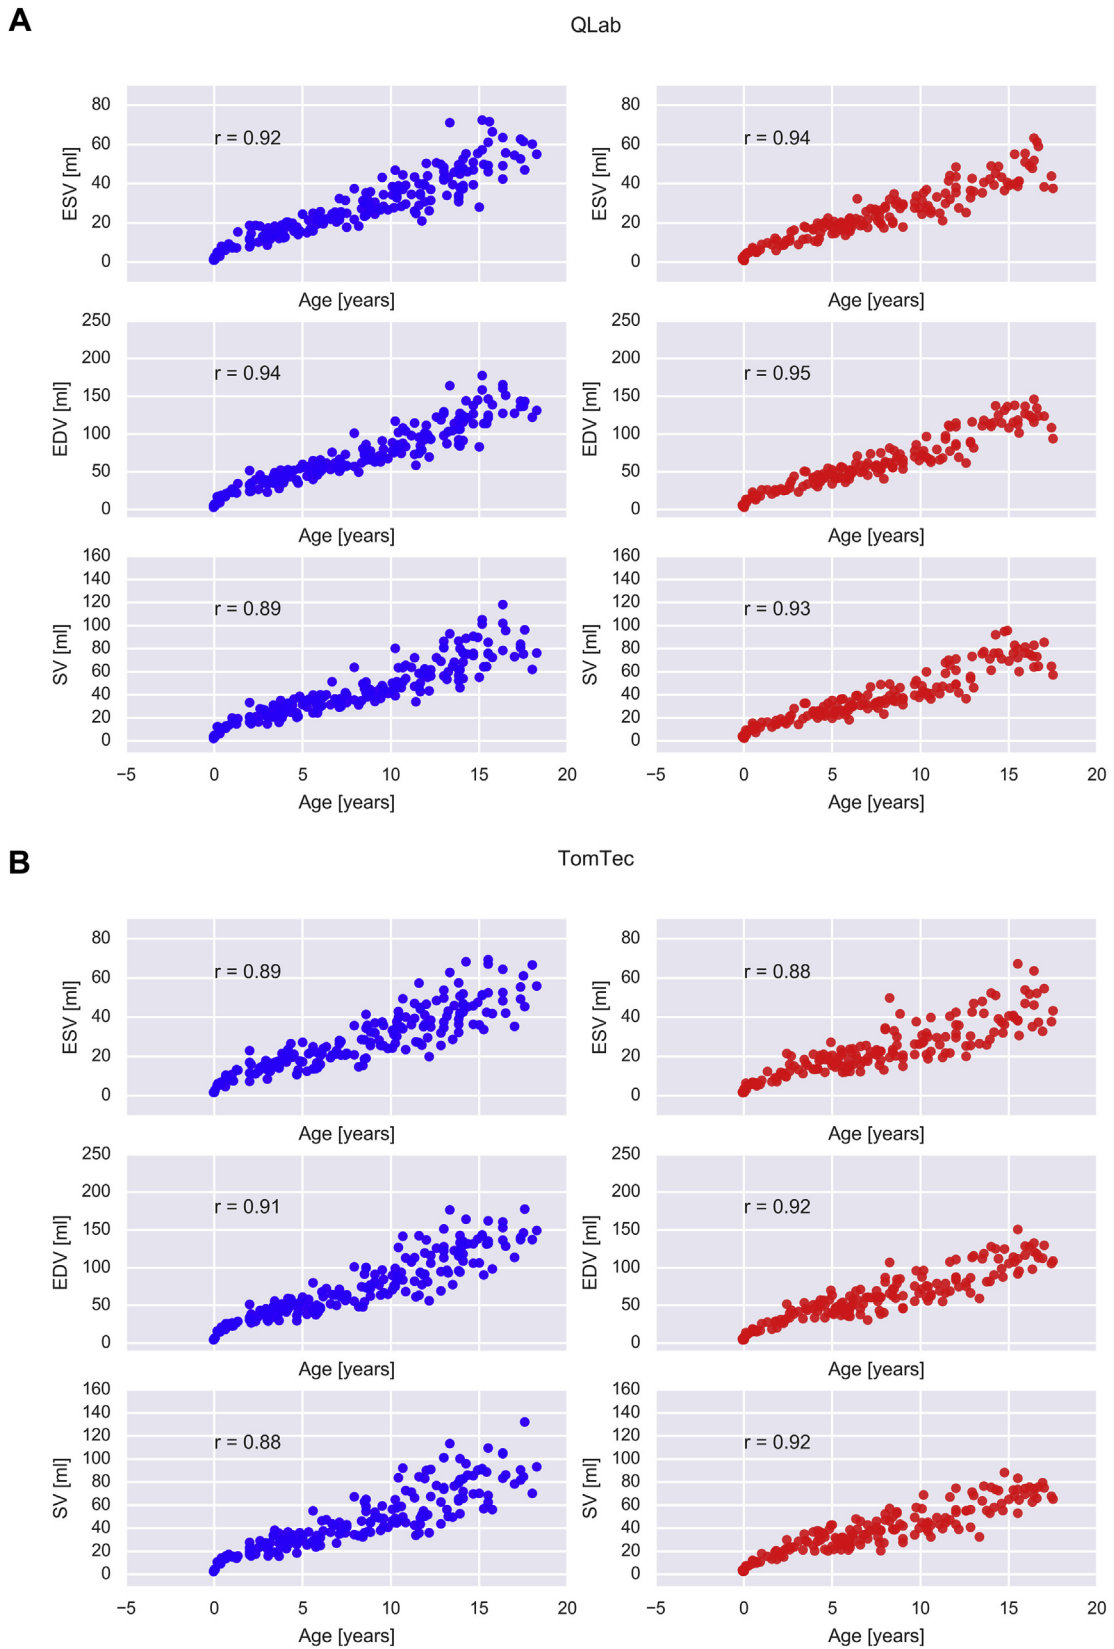 A
QLab
80
60
40
20
0
ESV [ml]
r = 0.92
Age [years]
80
60
40
20
0
ESV [ml]
r = 0.94
Age [years]
250
200
150
100
50
0
EDV [ml]
r = 0.94
Age [years]
250
200
150
100
50
0
EDV [ml]
r = 0.95
Age [years]
160
140
120
100
80
60
40
20
0
SV [ml]
r = 0.89
−5 0 5 10 15 20
Age [years]
160
140
120
100
80
60
40
20
0
SV [ml]
r = 0.93
−5 0 5 10 15 20
Age [years]
B
TomTec
80
60
40
20
0
ESV [ml]
r = 0.89
Age [years]
80
60
40
20
0
ESV [ml]
r = 0.88
Age [years]
250
200
150
100
50
0
EDV [ml]
r = 0.91
Age [years]
250
200
150
100
50
0
EDV [ml]
r = 0.92
Age [years]
160
140
120
100
80
60
40
20
0
SV [ml]
r = 0.88
−5 0 5 10 15 20
Age [years]
160
140
120
100
80
60
40
20
0
SV [ml]
r = 0.92
−5 0 5 10 15 20
Age [years]